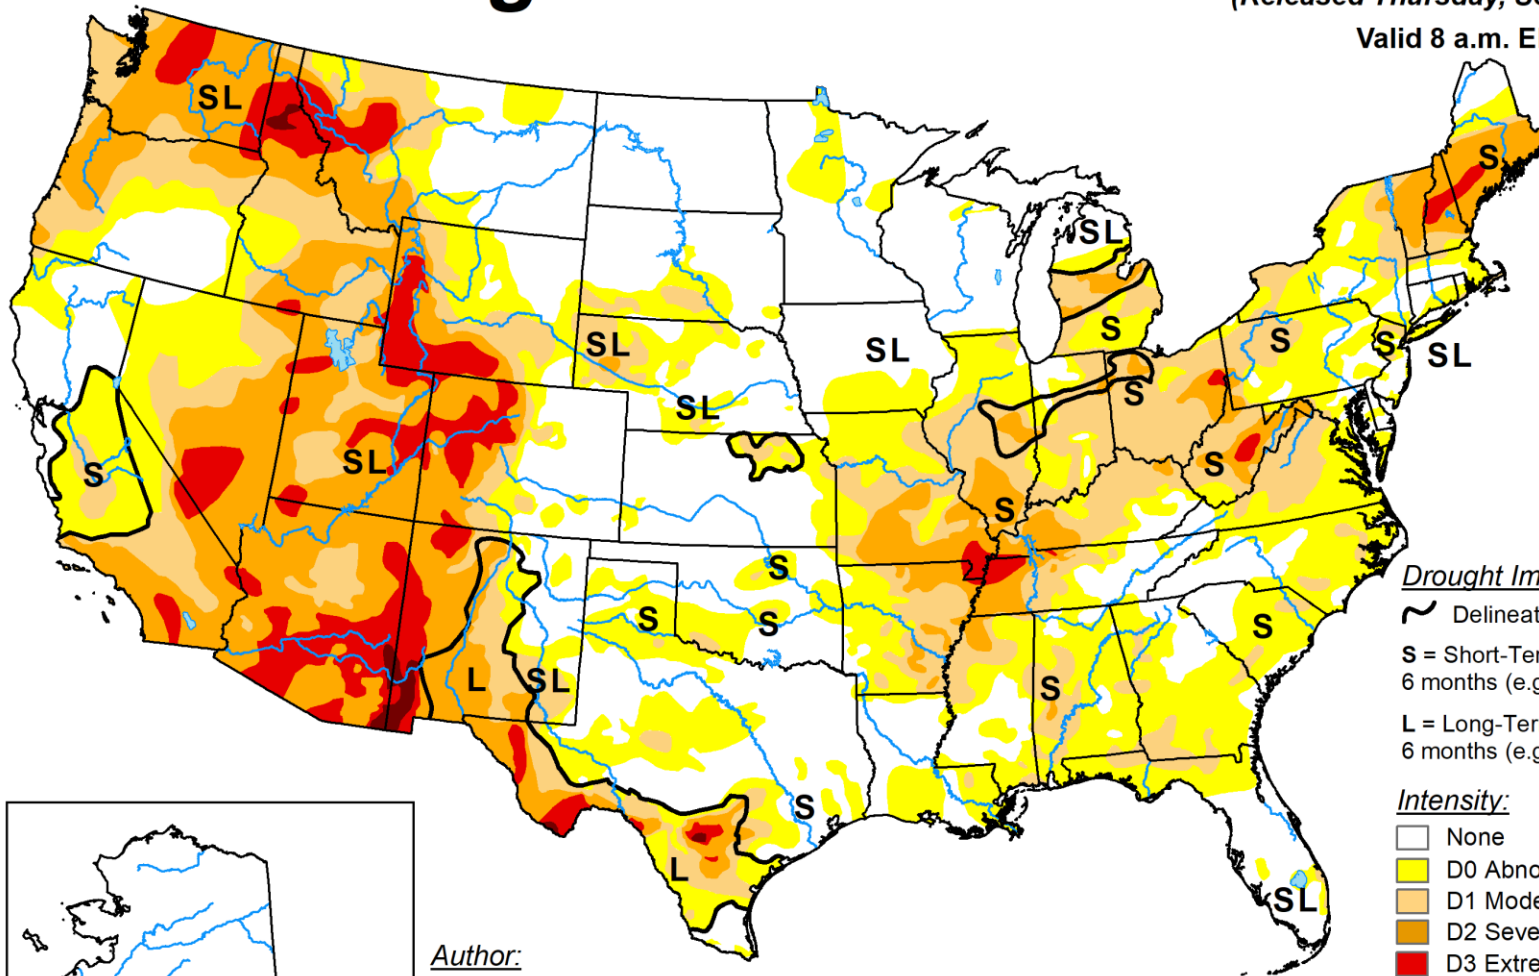 (Released Thursday, 
Valid 8 a.m.
SL
S
SL
SL
S
SL
SL
S
S
SL
SL
S
S
SL
S
S
S
S
S
S
S
L
SL
S
S
L
SL
Drought
Delineat
S = Short-Ter
6 months (e.g
L = Long-Ter
6 months (e.g
Intensity:
None
D0 Abno
D1 Mode
D2 Seve
D3 Extre
Author: